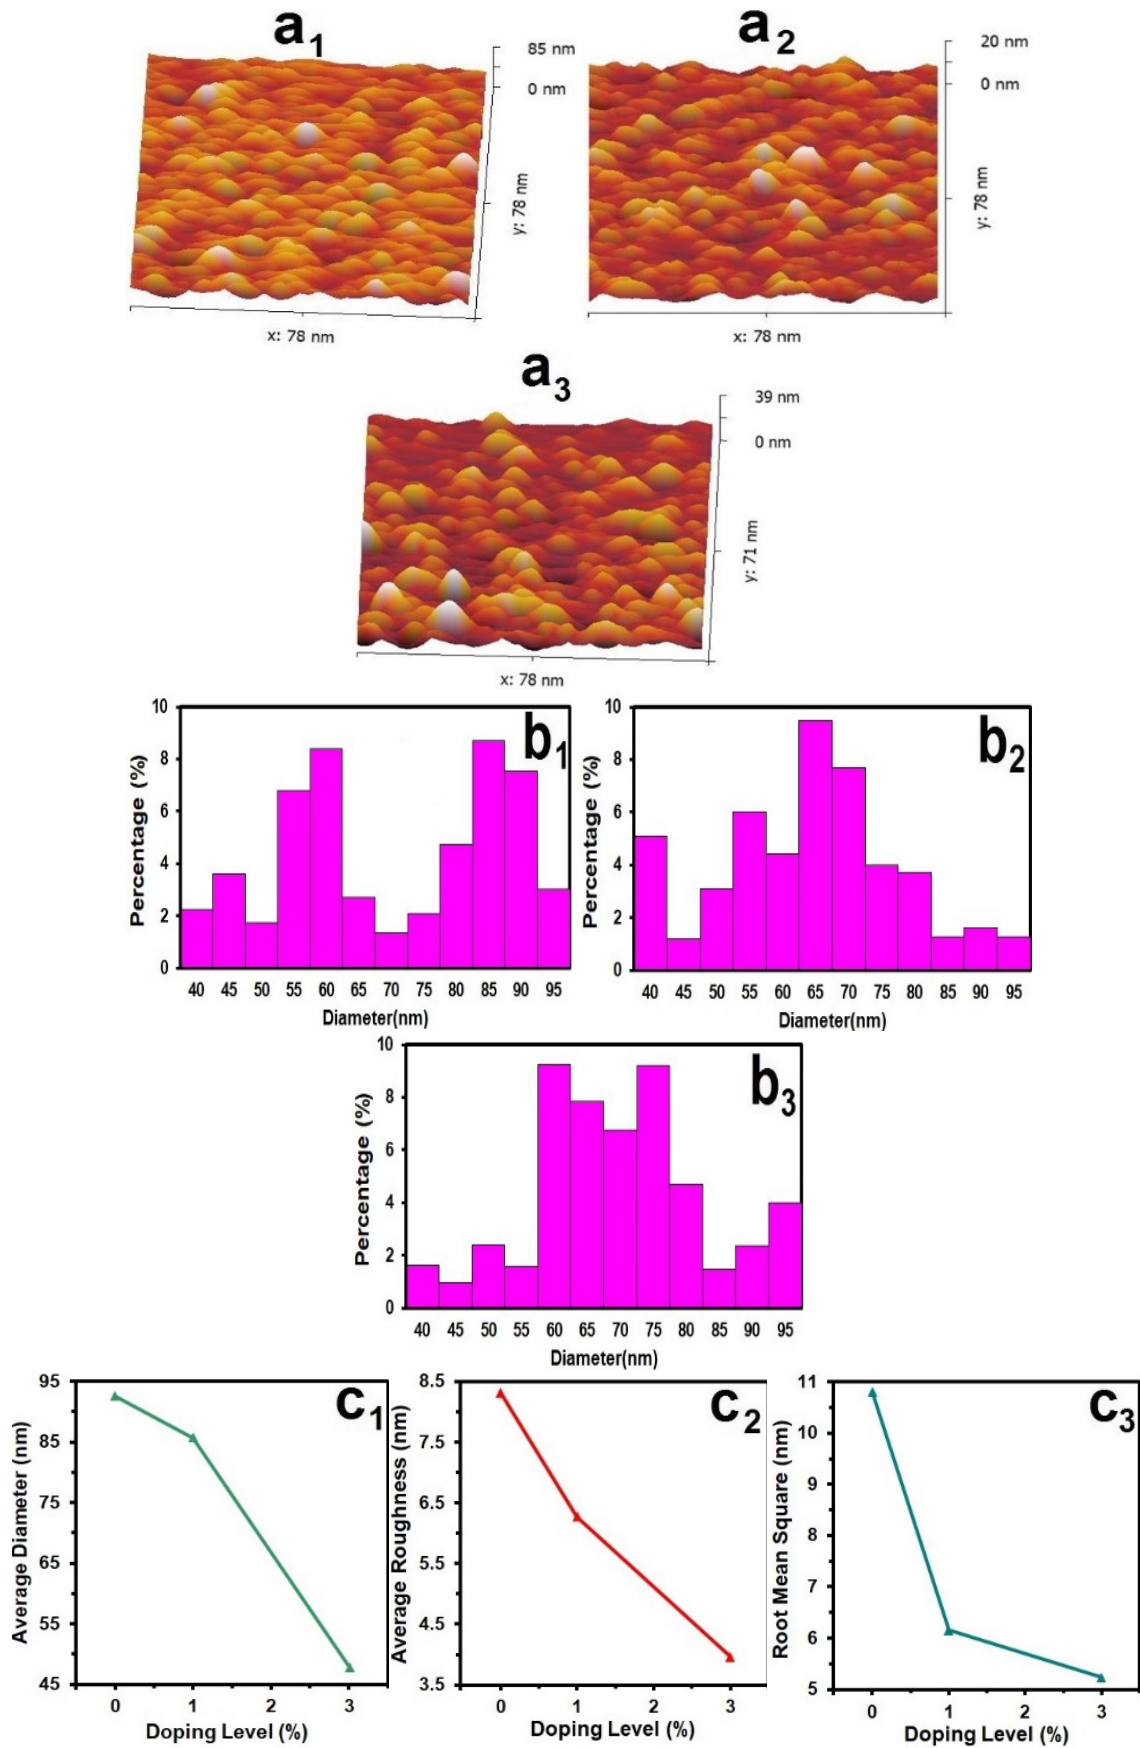 a1
85 nm
0 nm
y: 78 nm
x: 78 nm
a2
20 nm
0 nm
y: 78 nm
x: 78 nm
a3
39 nm
0 nm
y: 71 nm
x: 78 nm
b1
Percentage (%)
10
8
6
4
2
0
40 45 50 55 60 65 70 75 80 85 90 95
Diameter(nm)
b2
Percentage (%)
10
8
6
4
2
0
40 45 50 55 60 65 70 75 80 85 90 95
Diameter(nm)
b3
Percentage (%)
10
8
6
4
2
0
40 45 50 55 60 65 70 75 80 85 90 95
Diameter(nm)
c1
Average Diameter (nm)
95
85
75
65
55
45
0 1 2 3
Doping Level (%)
c2
Average Roughness (nm)
8.5
7.5
6.5
5.5
4.5
3.5
0 1 2 3
Doping Level (%)
c3
Root Mean Square (nm)
11
10
9
8
7
6
5
0 1 2 3
Doping Level (%)